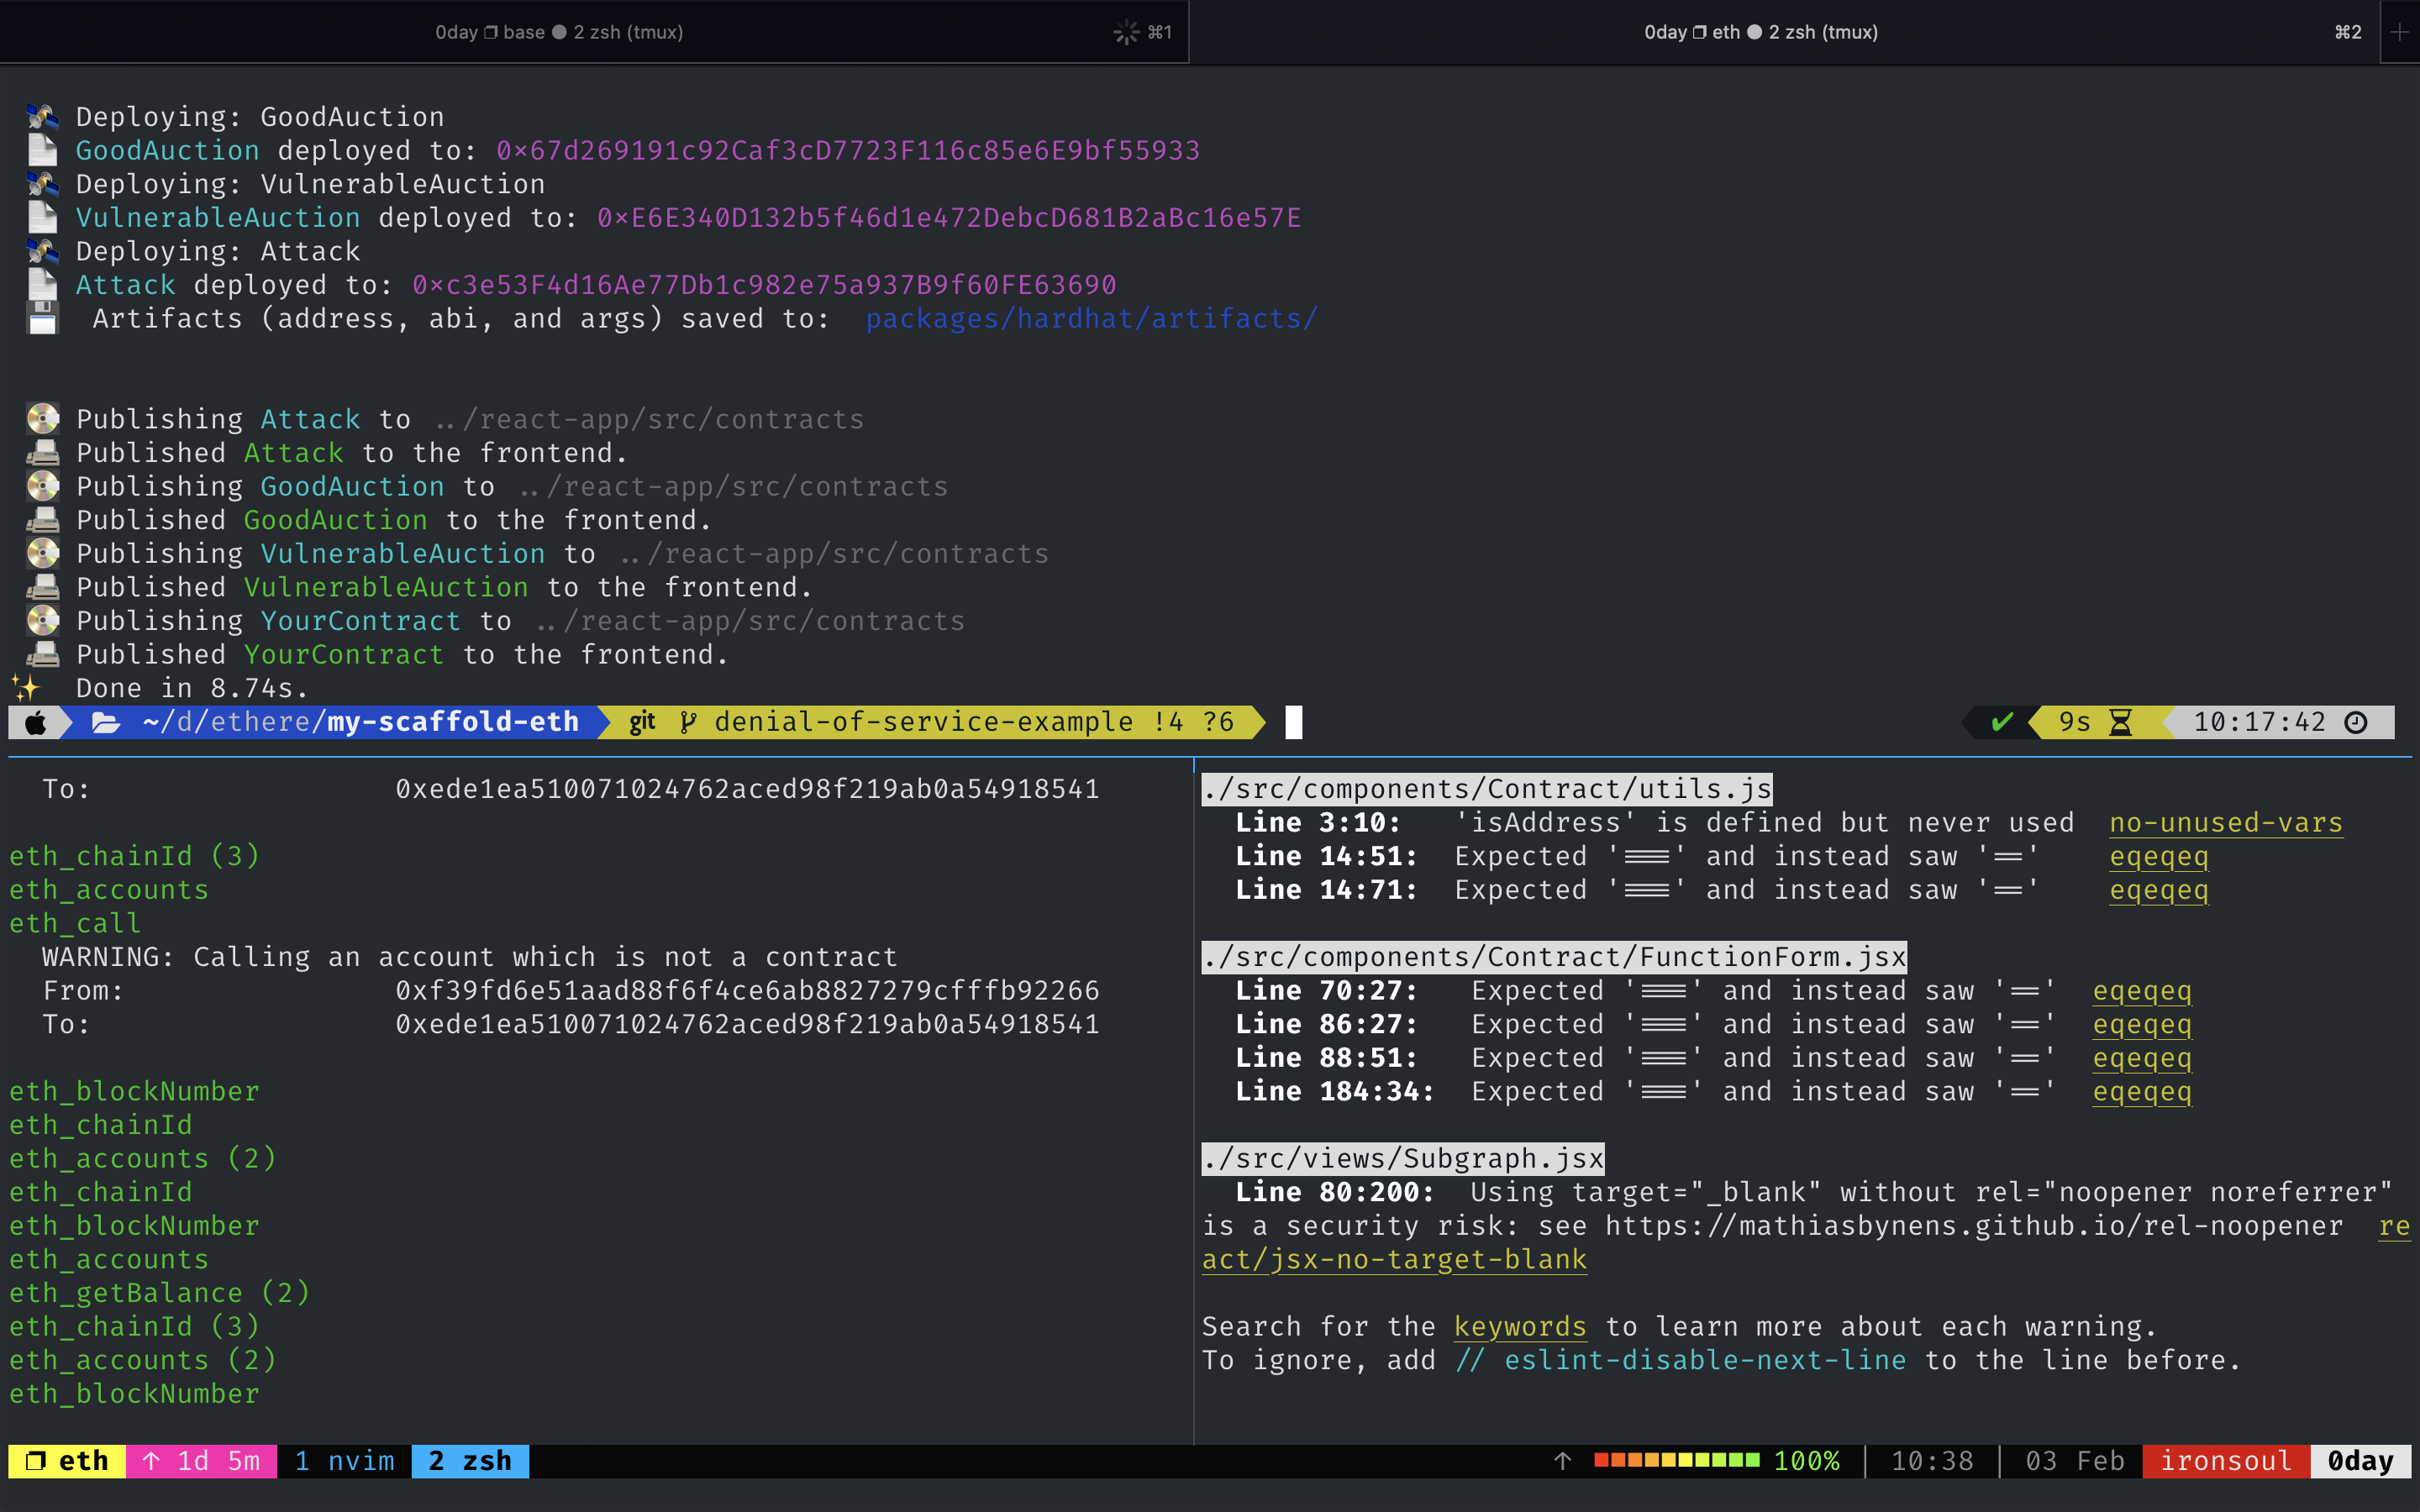 0day ❐ base ● 2 zsh (tmux) ⌘1
0day ❐ eth ● 2 zsh (tmux) ⌘2
Deploying: GoodAuction
GoodAuction deployed to: 0×67d269191c92Caf3cD7723F116c85e6E9bf55933
Deploying: VulnerableAuction
VulnerableAuction deployed to: 0×E6E340D132b5f46d1e472DebcD681B2aBc16e57E
Deploying: Attack
Attack deployed to: 0×c3e53F4d16Ae77Db1c982e75a937B9f60FE63690
Artifacts (address, abi, and args) saved to: packages/hardhat/artifacts/
Publishing Attack to ../react-app/src/contracts
Published Attack to the frontend.
Publishing GoodAuction to ../react-app/src/contracts
Published GoodAuction to the frontend.
Publishing VulnerableAuction to ../react-app/src/contracts
Published VulnerableAuction to the frontend.
Publishing YourContract to ../react-app/src/contracts
Published YourContract to the frontend.
✨ Done in 8.74s.
~/d/ethere/my-scaffold-eth git denial-of-service-example !4 ?6 ✔ 9s 10:17:42
To: 0xede1ea510071024762aced98f219ab0a54918541
eth_chainId (3)
eth_accounts
eth_call
WARNING: Calling an account which is not a contract
From: 0xf39fd6e51aad88f6f4ce6ab8827279cfffb92266
To: 0xede1ea510071024762aced98f219ab0a54918541
eth_blockNumber
eth_chainId
eth_accounts (2)
eth_chainId
eth_blockNumber
eth_accounts
eth_getBalance (2)
eth_chainId (3)
eth_accounts (2)
eth_blockNumber
./src/components/Contract/utils.js
Line 3:10: 'isAddress' is defined but never used no-unused-vars
Line 14:51: Expected '===' and instead saw '==' eqeqeq
Line 14:71: Expected '===' and instead saw '==' eqeqeq
./src/components/Contract/FunctionForm.jsx
Line 70:27: Expected '===' and instead saw '==' eqeqeq
Line 86:27: Expected '===' and instead saw '==' eqeqeq
Line 88:51: Expected '===' and instead saw '==' eqeqeq
Line 184:34: Expected '===' and instead saw '==' eqeqeq
./src/views/Subgraph.jsx
Line 80:200: Using target="_blank" without rel="noopener noreferrer"
is a security risk: see https://mathiasbynens.github.io/rel-noopener re
act/jsx-no-target-blank
Search for the keywords to learn more about each warning.
To ignore, add // eslint-disable-next-line to the line before.
❐ eth ↑ 1d 5m 1 nvim 2 zsh ↑ 100% | 10:38 | 03 Feb ironsoul 0day